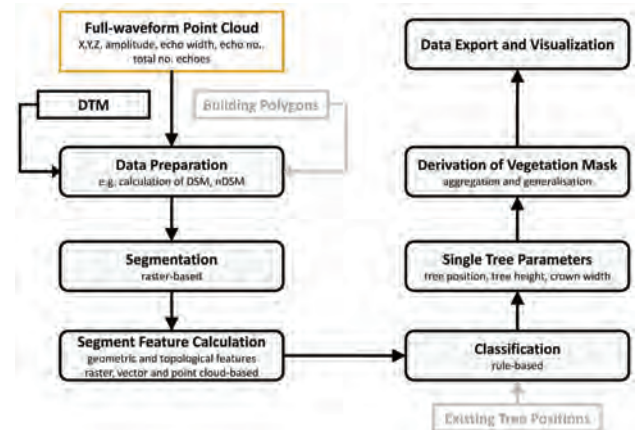 Full-waveform Point Cloud
X,Y,Z, amplitude, echo width, echo no.,
total no. echoes
DTM
Building Polygons
Data Preparation
e.g. calculation of DSM, nDSM
Segmentation
raster-based
Segment Feature Calculation
geometric and topological features
raster, vector and point cloud-based
Data Export and Visualization
Derivation of Vegetation Mask
aggregation and generalisation
Single Tree Parameters
tree position, tree height, crown width
Classification
rule-based
Existing Tree Positions